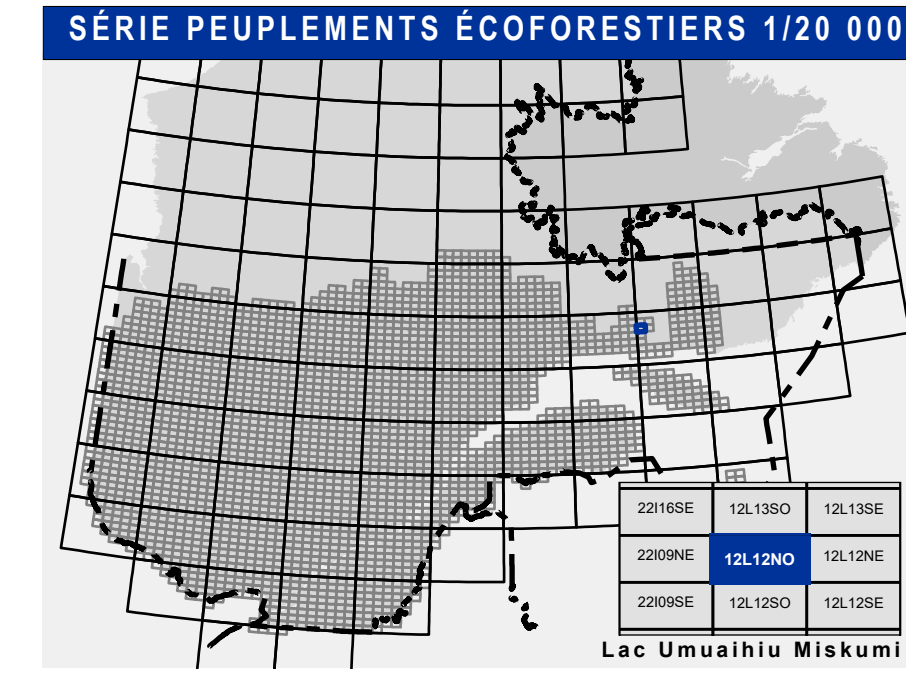 SÉRIE PEUPLEMENTS ÉCOFORESTIERS 1/20 000
22I16SE 12L13SO 12L13SE
22I09NE 12L12NO 12L12NE
22I09SE 12L12SO 12L12SE
Lac Umuaihiu Miskumi